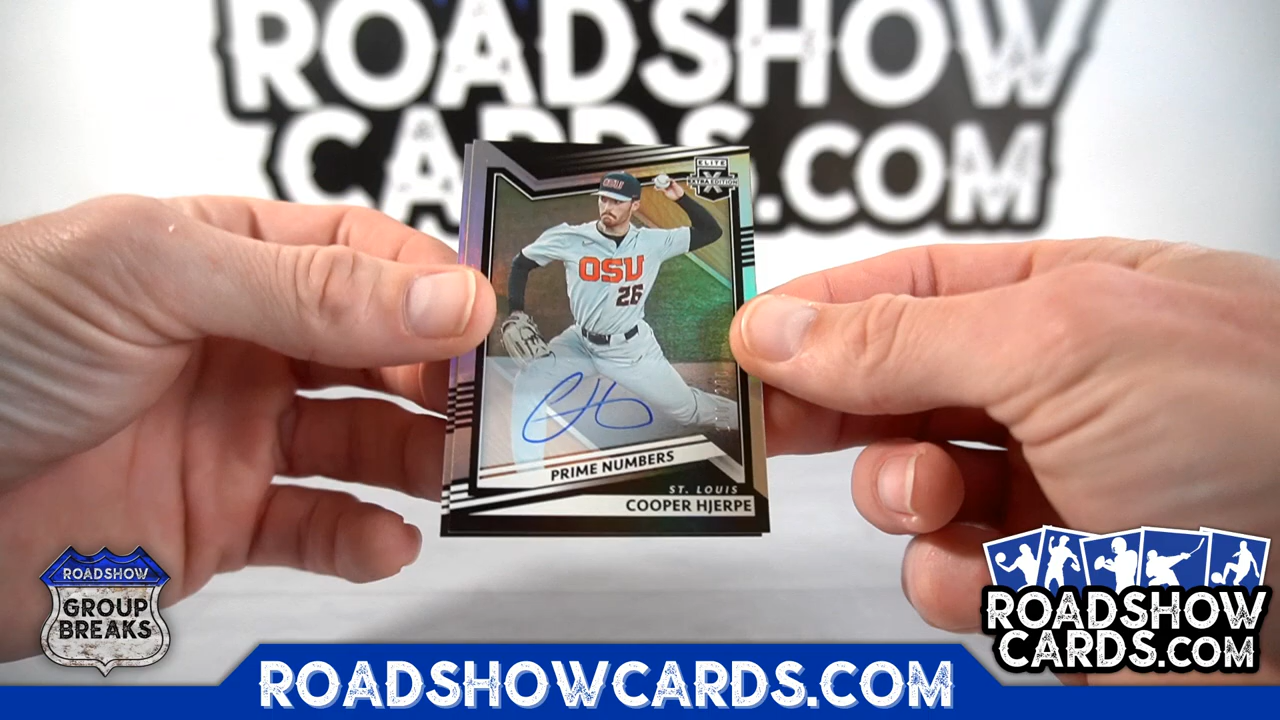 ROADSHOW
CARDS.COM
ELITE
EXTRA EDITION
OSU
OSU
26
PRIME NUMBERS
ST. LOUIS
COOPER HJERPE
ROADSHOW
GROUP
BREAKS
ROADSHOW
CARDS.COM
ROADSHOWCARDS.COM